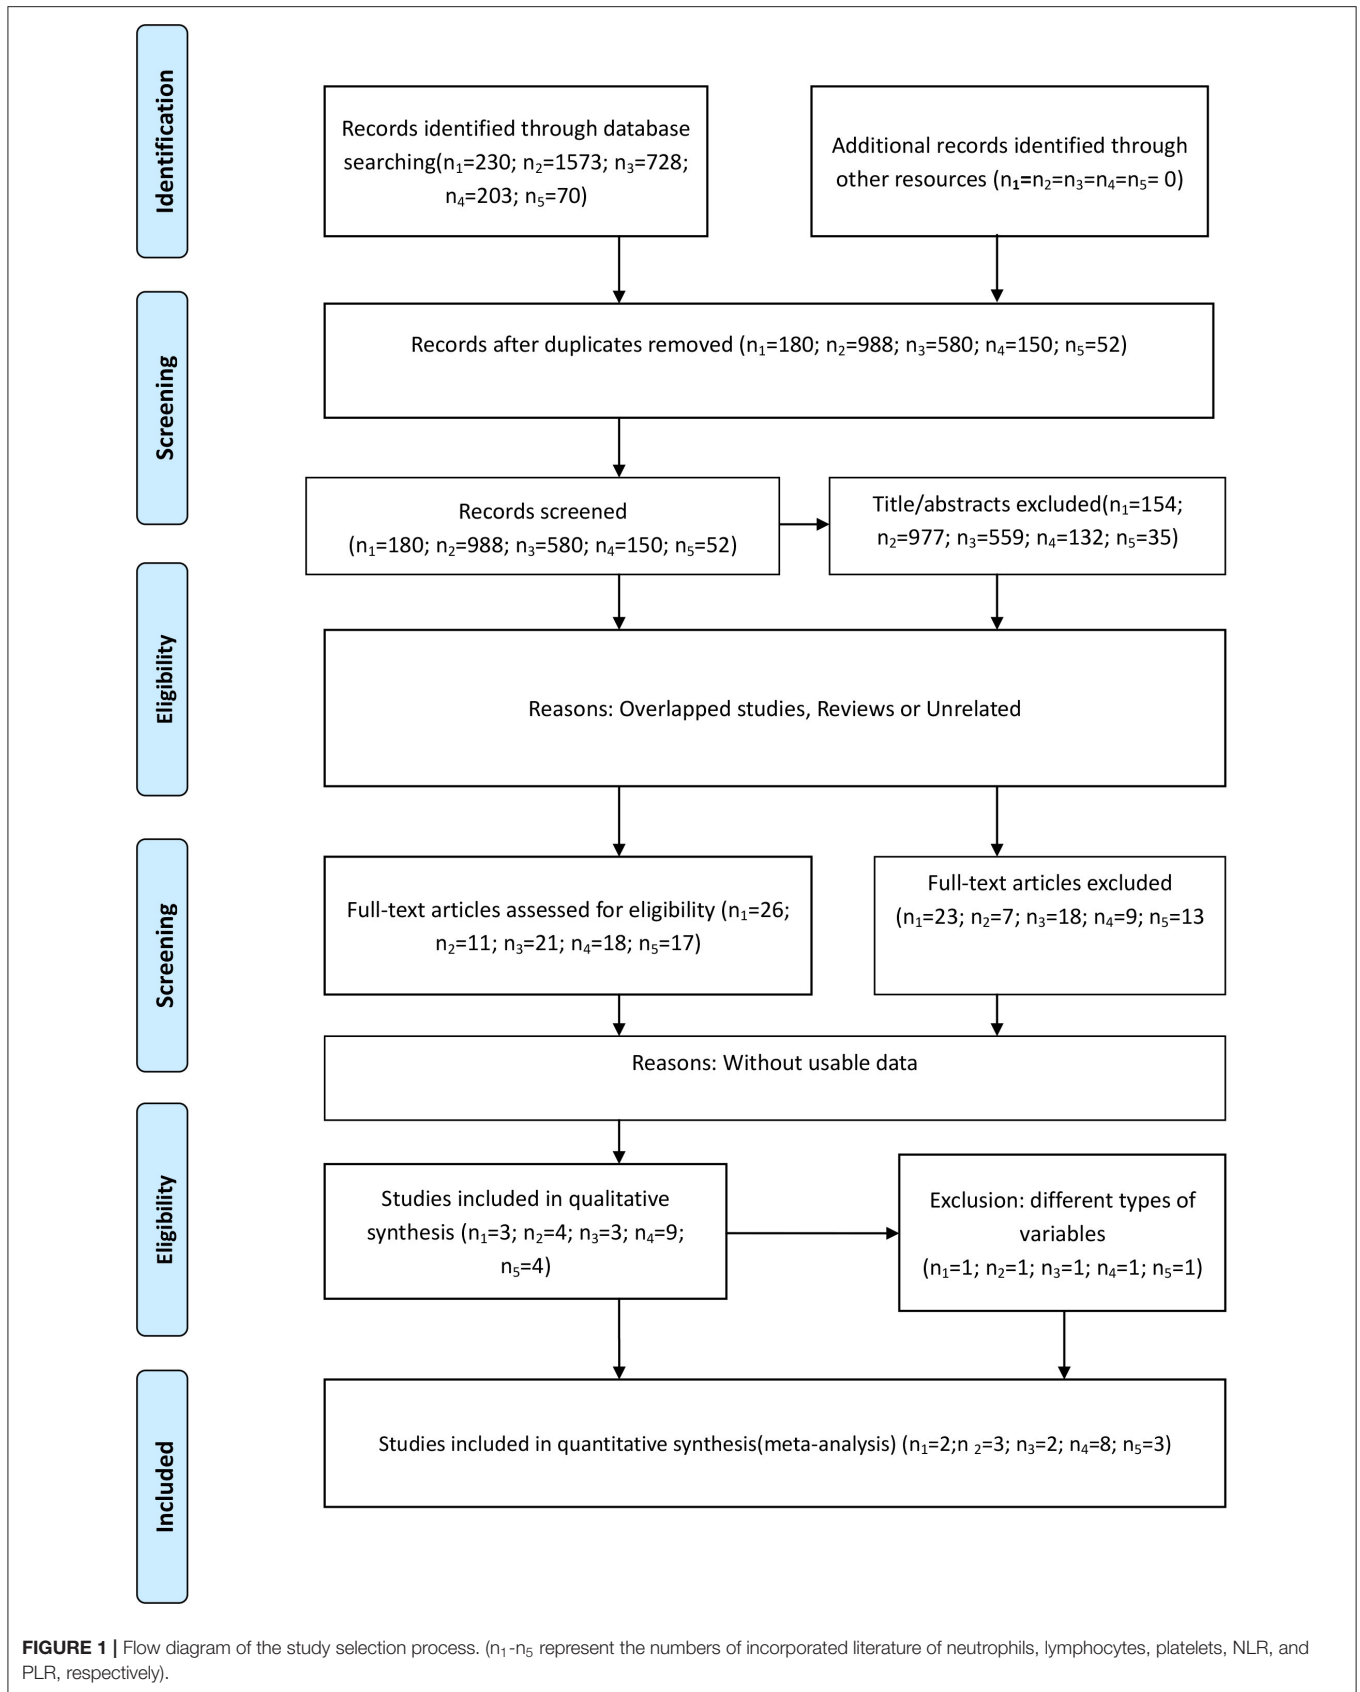 Identification
Records identified through database
searching(n₁=230; n₂=1573; n₃=728;
n₄=203; n₅=70)
Additional records identified through
other resources (n₁=n₂=n₃=n₄=n₅= 0)
Screening
Records after duplicates removed (n₁=180; n₂=988; n₃=580; n₄=150; n₅=52)
Records screened
(n₁=180; n₂=988; n₃=580; n₄=150; n₅=52)
Title/abstracts excluded(n₁=154;
n₂=977; n₃=559; n₄=132; n₅=35)
Eligibility
Reasons: Overlapped studies, Reviews or Unrelated
Screening
Full-text articles assessed for eligibility (n₁=26;
n₂=11; n₃=21; n₄=18; n₅=17)
Full-text articles excluded
(n₁=23; n₂=7; n₃=18; n₄=9; n₅=13
Reasons: Without usable data
Eligibility
Studies included in qualitative
synthesis (n₁=3; n₂=4; n₃=3; n₄=9;
n₅=4)
Exclusion: different types of
variables
(n₁=1; n₂=1; n₃=1; n₄=1; n₅=1)
Included
Studies included in quantitative synthesis(meta-analysis) (n₁=2;n ₂=3; n₃=2; n₄=8; n₅=3)
FIGURE 1 | Flow diagram of the study selection process. (n₁-n₅ represent the numbers of incorporated literature of neutrophils, lymphocytes, platelets, NLR, and
PLR, respectively).